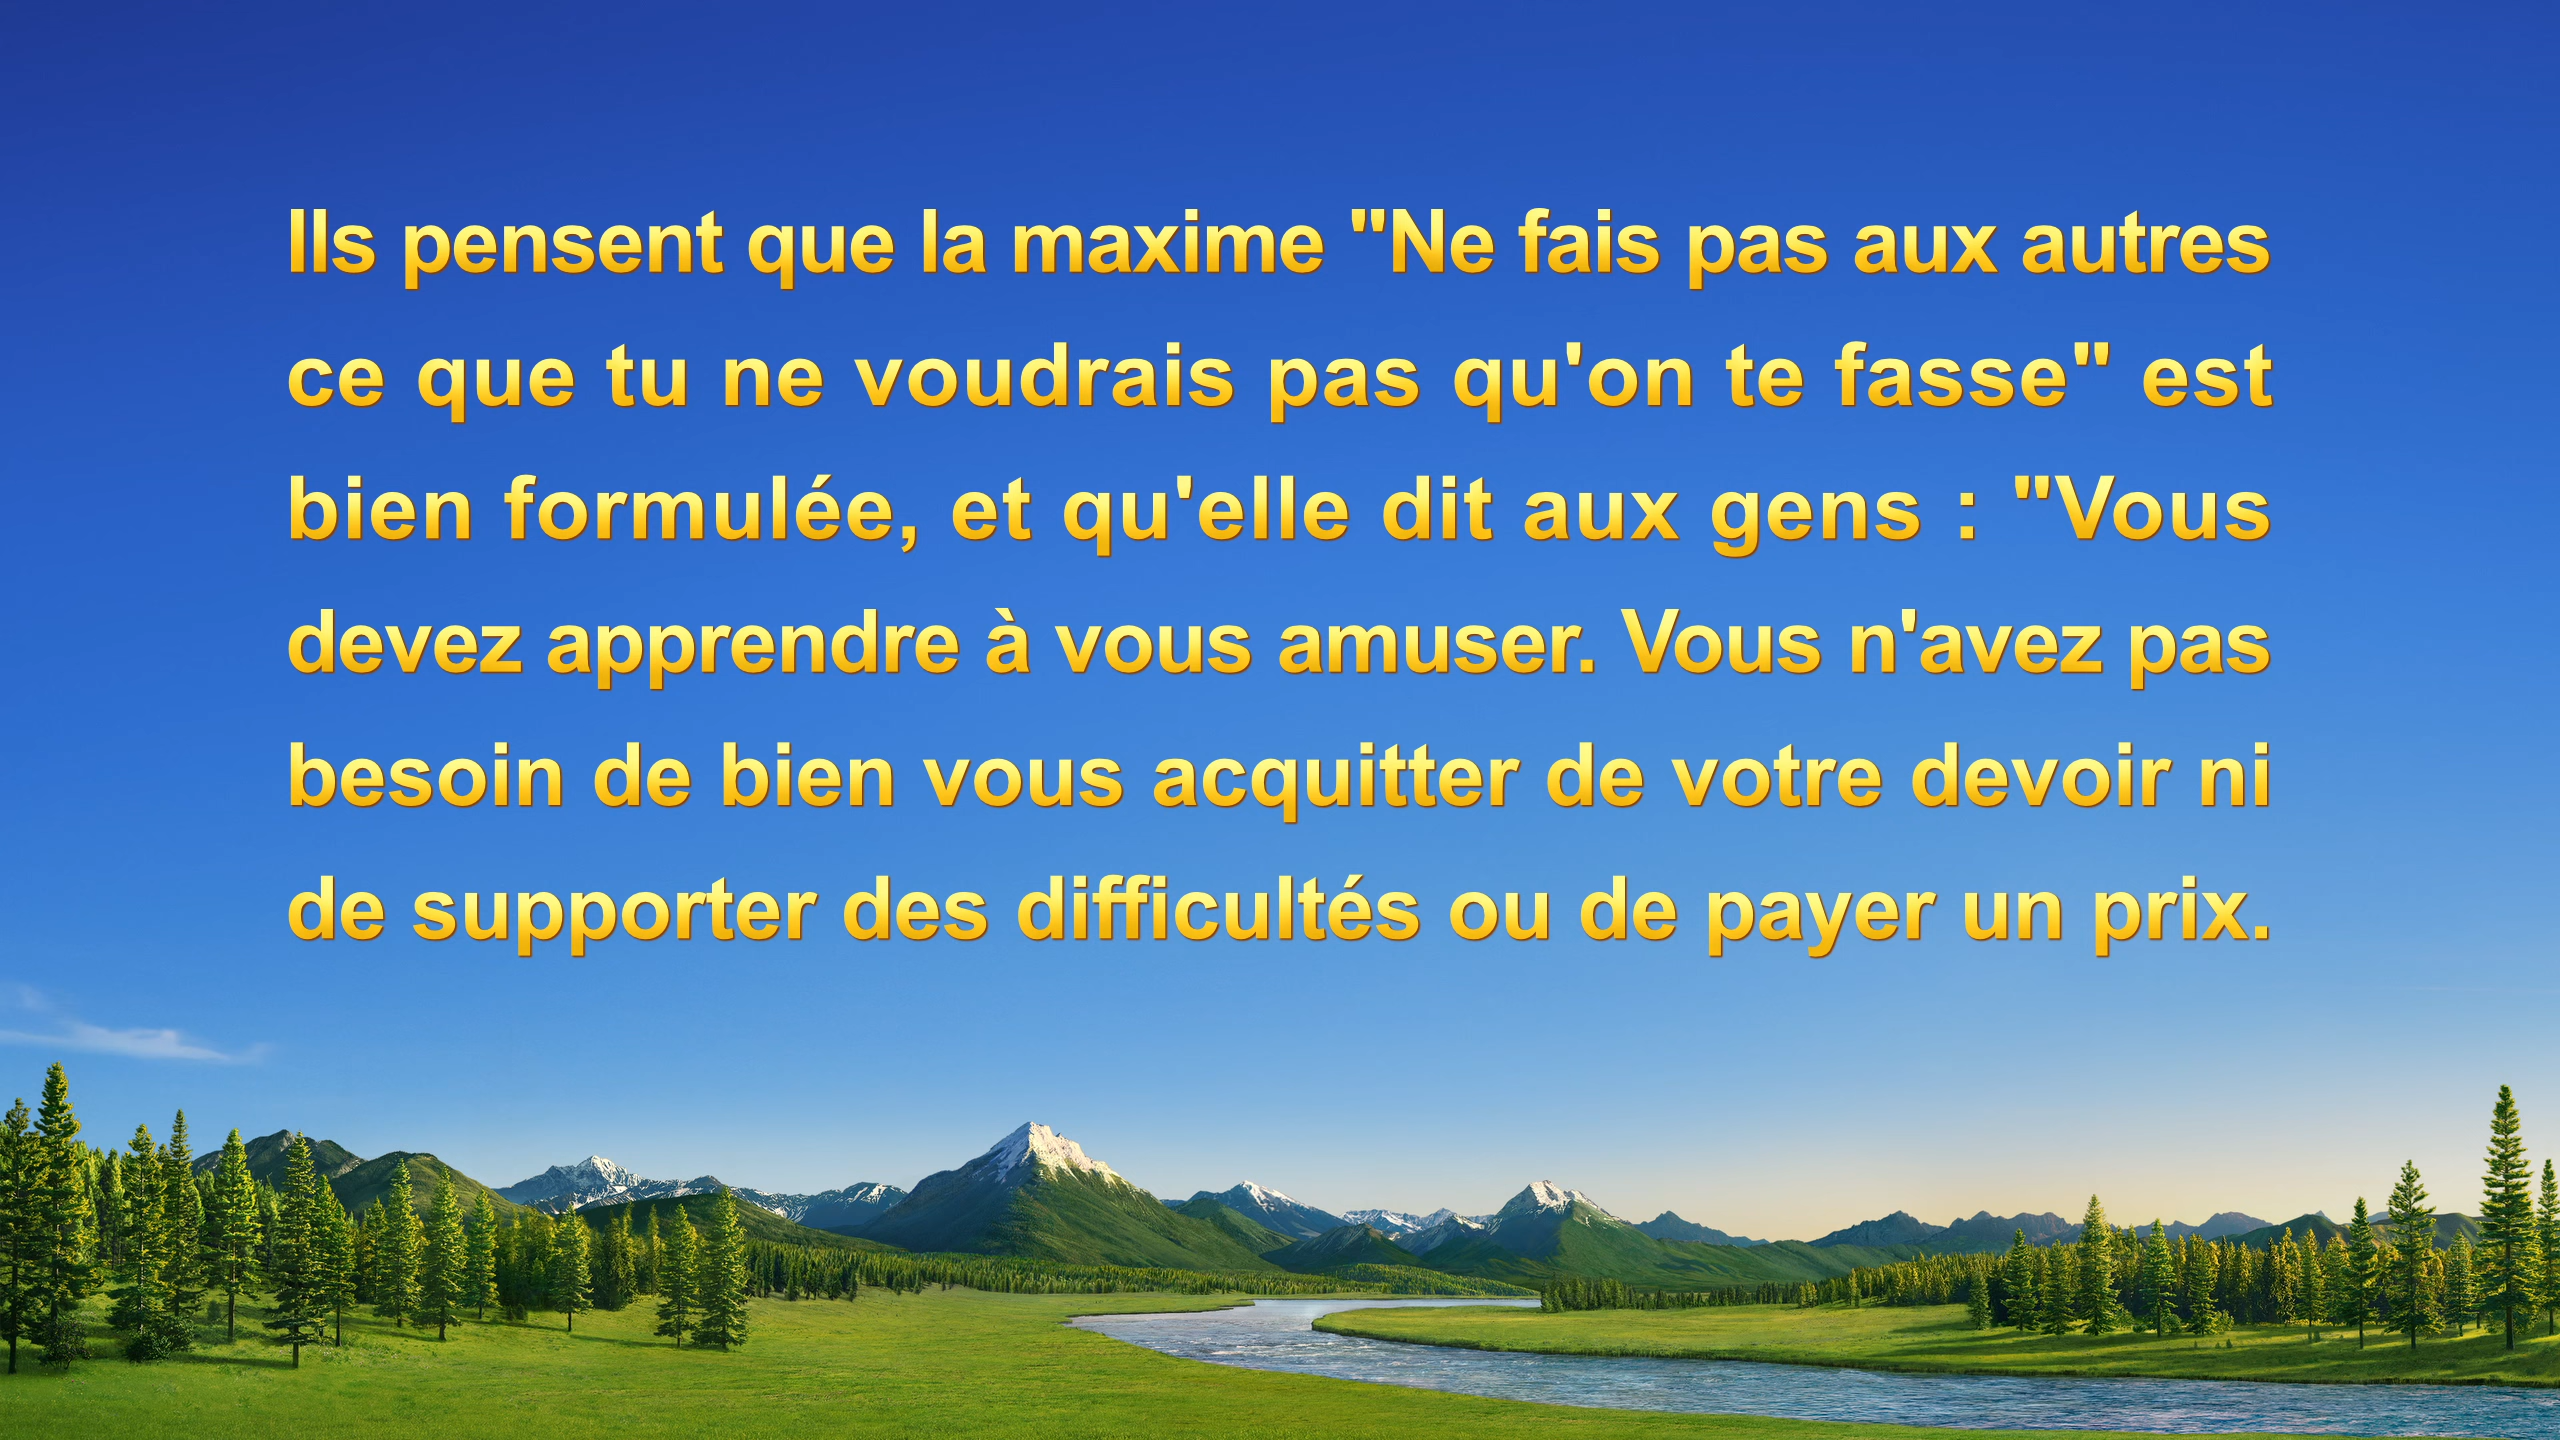 Ils pensent que la maxime "Ne fais pas aux autres
ce que tu ne voudrais pas qu'on te fasse" est
bien formulée, et qu'elle dit aux gens : "Vous
devez apprendre à vous amuser. Vous n'avez pas
besoin de bien vous acquitter de votre devoir ni
de supporter des difficultés ou de payer un prix.